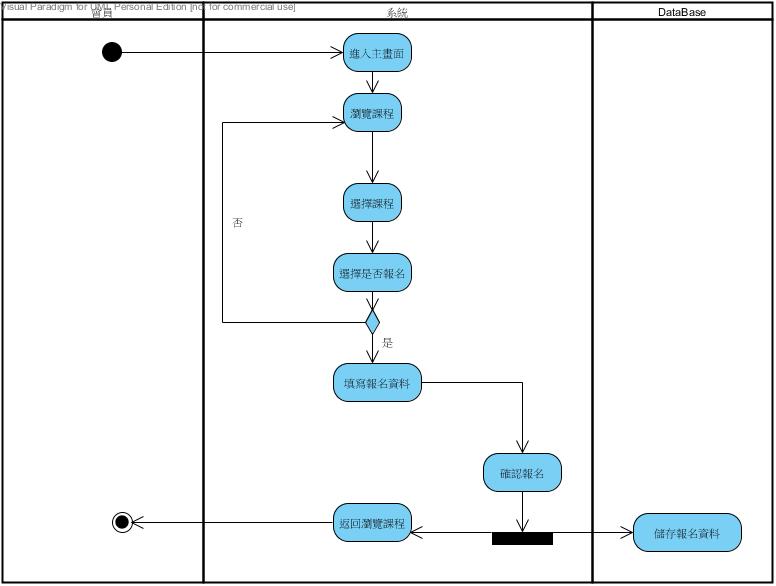 Visual Paradigm for UML Personal Edition [not for commercial use]
會員
系統
DataBase
進入主畫面
瀏覽課程
選擇課程
否
選擇是否報名
是
填寫報名資料
確認報名
返回瀏覽課程
儲存報名資料